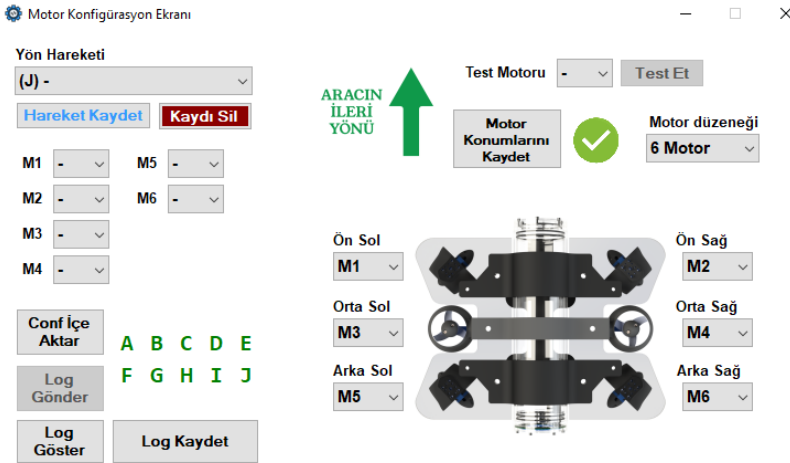 Motor Konfigürasyon Ekranı
Yön Hareketi
(J) -
Hareket Kaydet
Kaydı Sil
M1 -
M5 -
M2 -
M6 -
M3 -
M4 -
Conf İçe
Aktar
Log
Gönder
Log
Göster
A B C D E
F G H I J
Log Kaydet
ARACIN
İLERİ
YÖNÜ
Test Motoru -
Test Et
Motor
Konumlarını
Kaydet
Motor düzeneği
6 Motor
Ön Sol
M1
Ön Sağ
M2
Orta Sol
M3
Orta Sağ
M4
Arka Sol
M5
Arka Sağ
M6